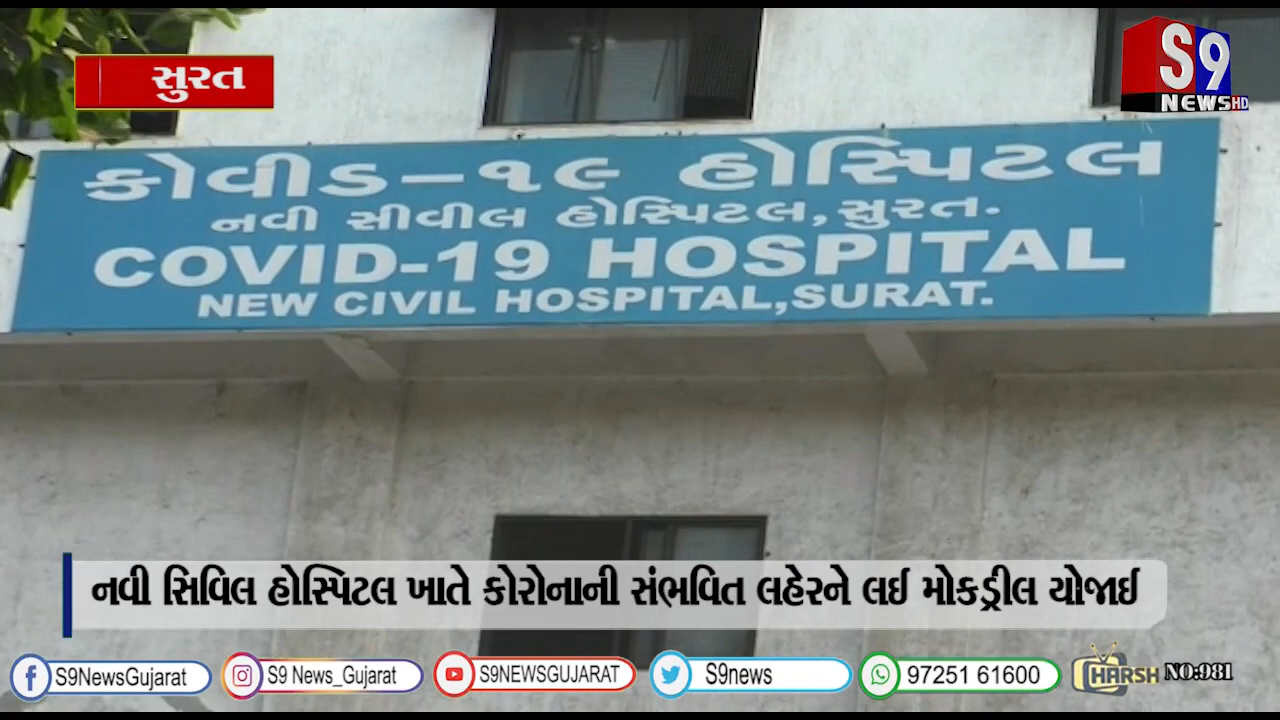 સુરત
S9
NEWS HD
કોવીડ-૧૯ હોસ્પિટલ
નવી સીવીલ હોસ્પિટલ, સુરત.
COVID-19 HOSPITAL
NEW CIVIL HOSPITAL, SURAT.
નવી સિવિલ હોસ્પિટલ ખાતે કોરોનાની સંભવિત લહેરને લઈ મોકડ્રીલ યોજાઈ
S9NewsGujarat
S9 News_Gujarat
S9NEWSGUJARAT
S9news
97251 61600
HARSH NO:981